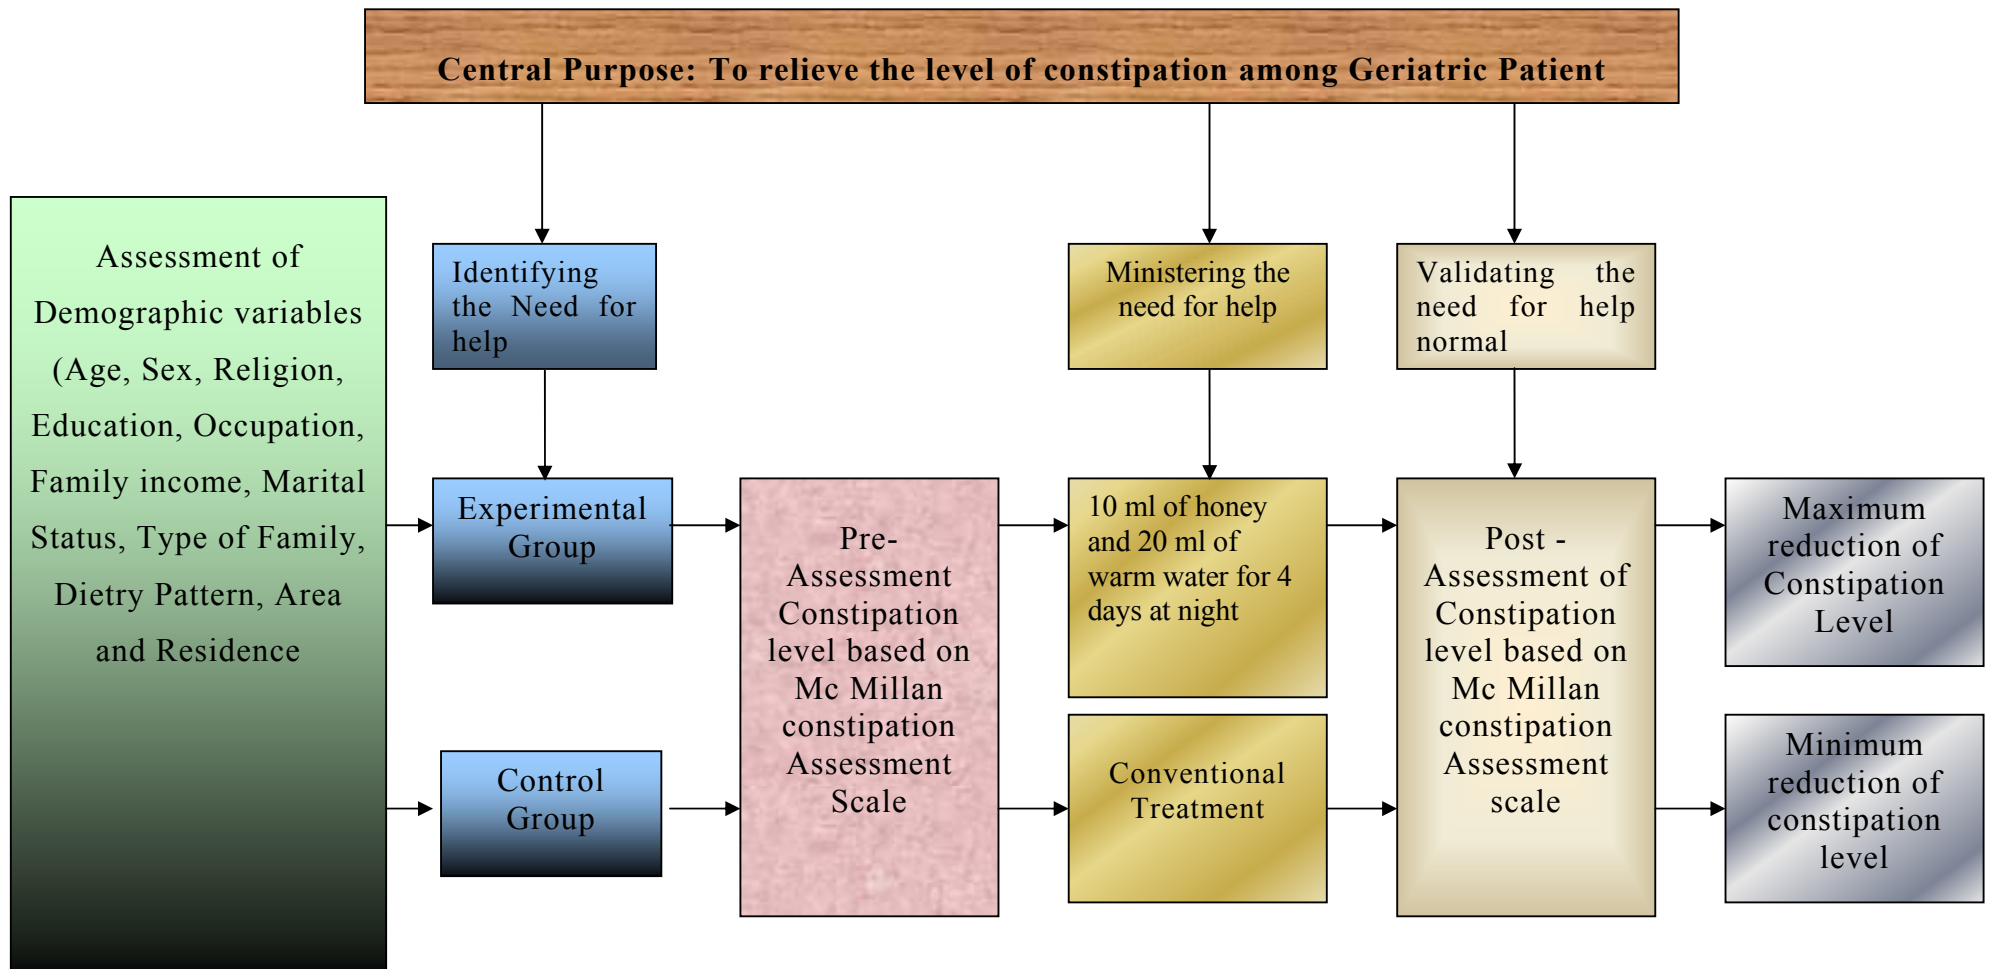 Central Purpose: To relieve the level of constipation among Geriatric Patient
Assessment of
Demographic variables
(Age, Sex, Religion,
Education, Occupation,
Family income, Marital
Status, Type of Family,
Dietry Pattern, Area
and Residence
Identifying
the Need for
help
Ministering the
need for help
Validating the
need for help
normal
Experimental
Group
Control
Group
Pre-
Assessment
Constipation
level based on
Mc Millan
constipation
Assessment
Scale
10 ml of honey
and 20 ml of
warm water for 4
days at night
Conventional
Treatment
Post -
Assessment of
Constipation
level based on
Mc Millan
constipation
Assessment
scale
Maximum
reduction of
Constipation
Level
Minimum
reduction of
constipation
level